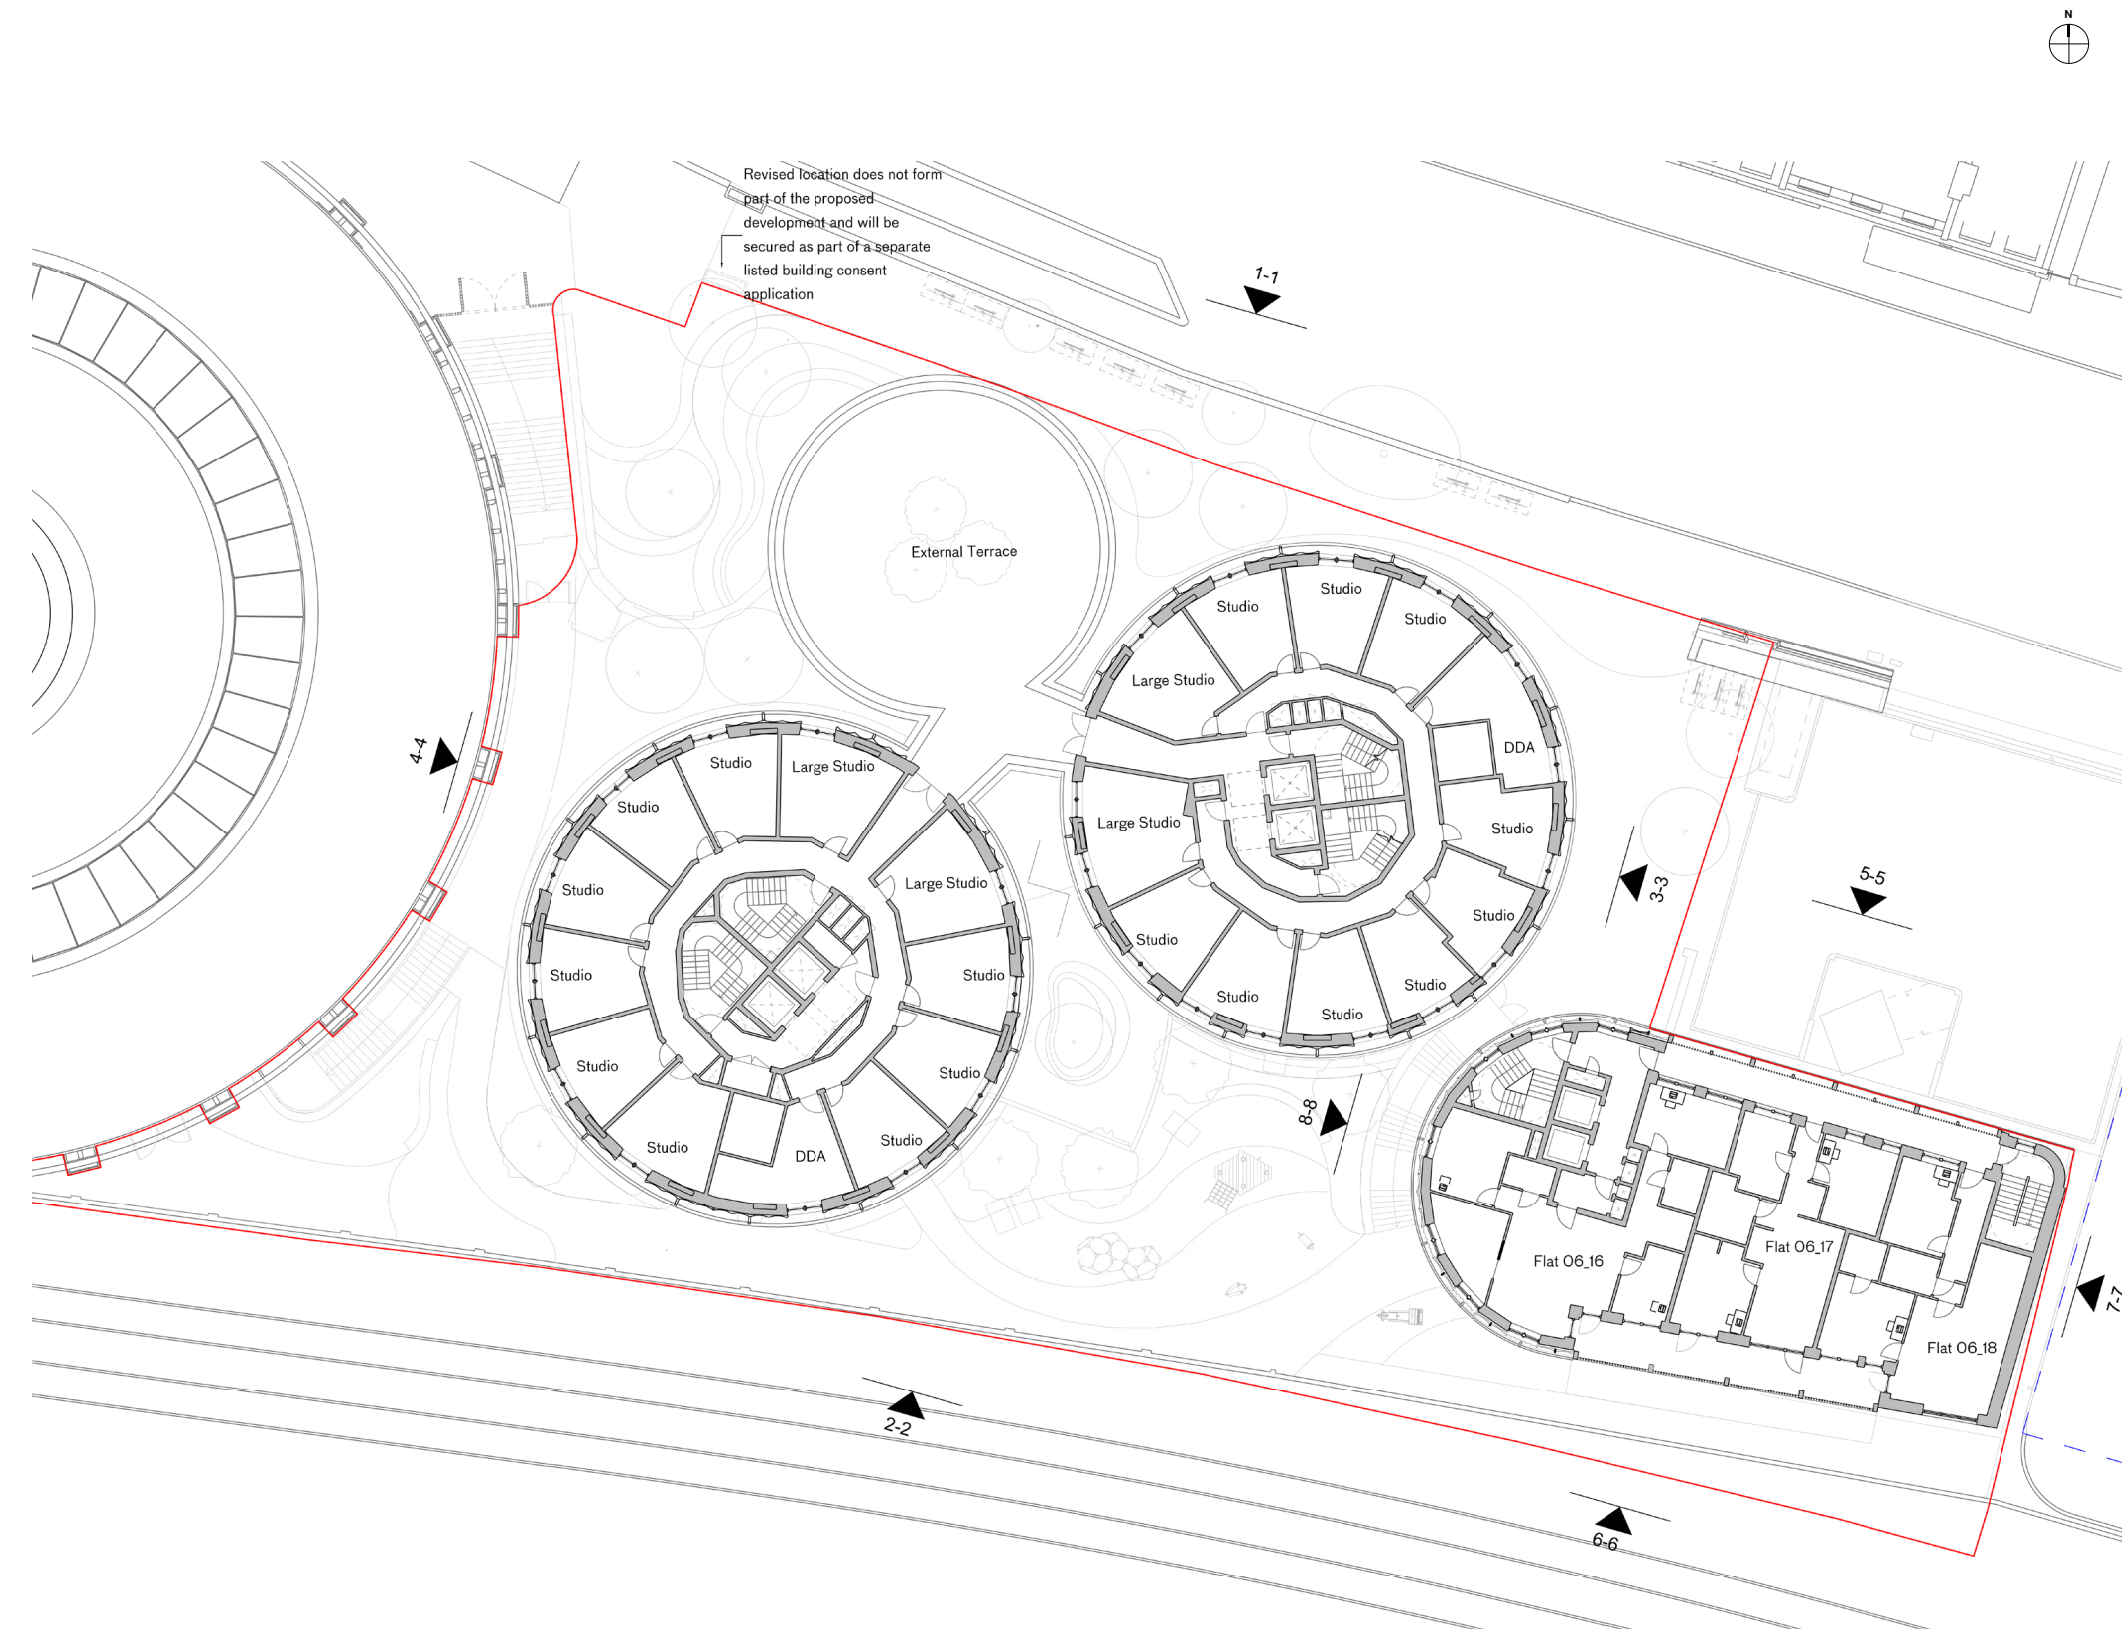 N
Revised location does not form
part of the proposed
development and will be
secured as part of a separate
listed building consent
application
1-1
External Terrace
Studio
Studio
Studio
Large Studio
DDA
Large Studio
Studio
Studio
Studio
Studio
Studio
Studio
4-4
Studio
Large Studio
Studio
Studio
Large Studio
Studio
Studio
Studio
Studio
Studio
Studio
DDA
3-3
5-5
8-8
7-7
Flat 06_16
Flat 06_17
Flat 06_18
2-2
6-6